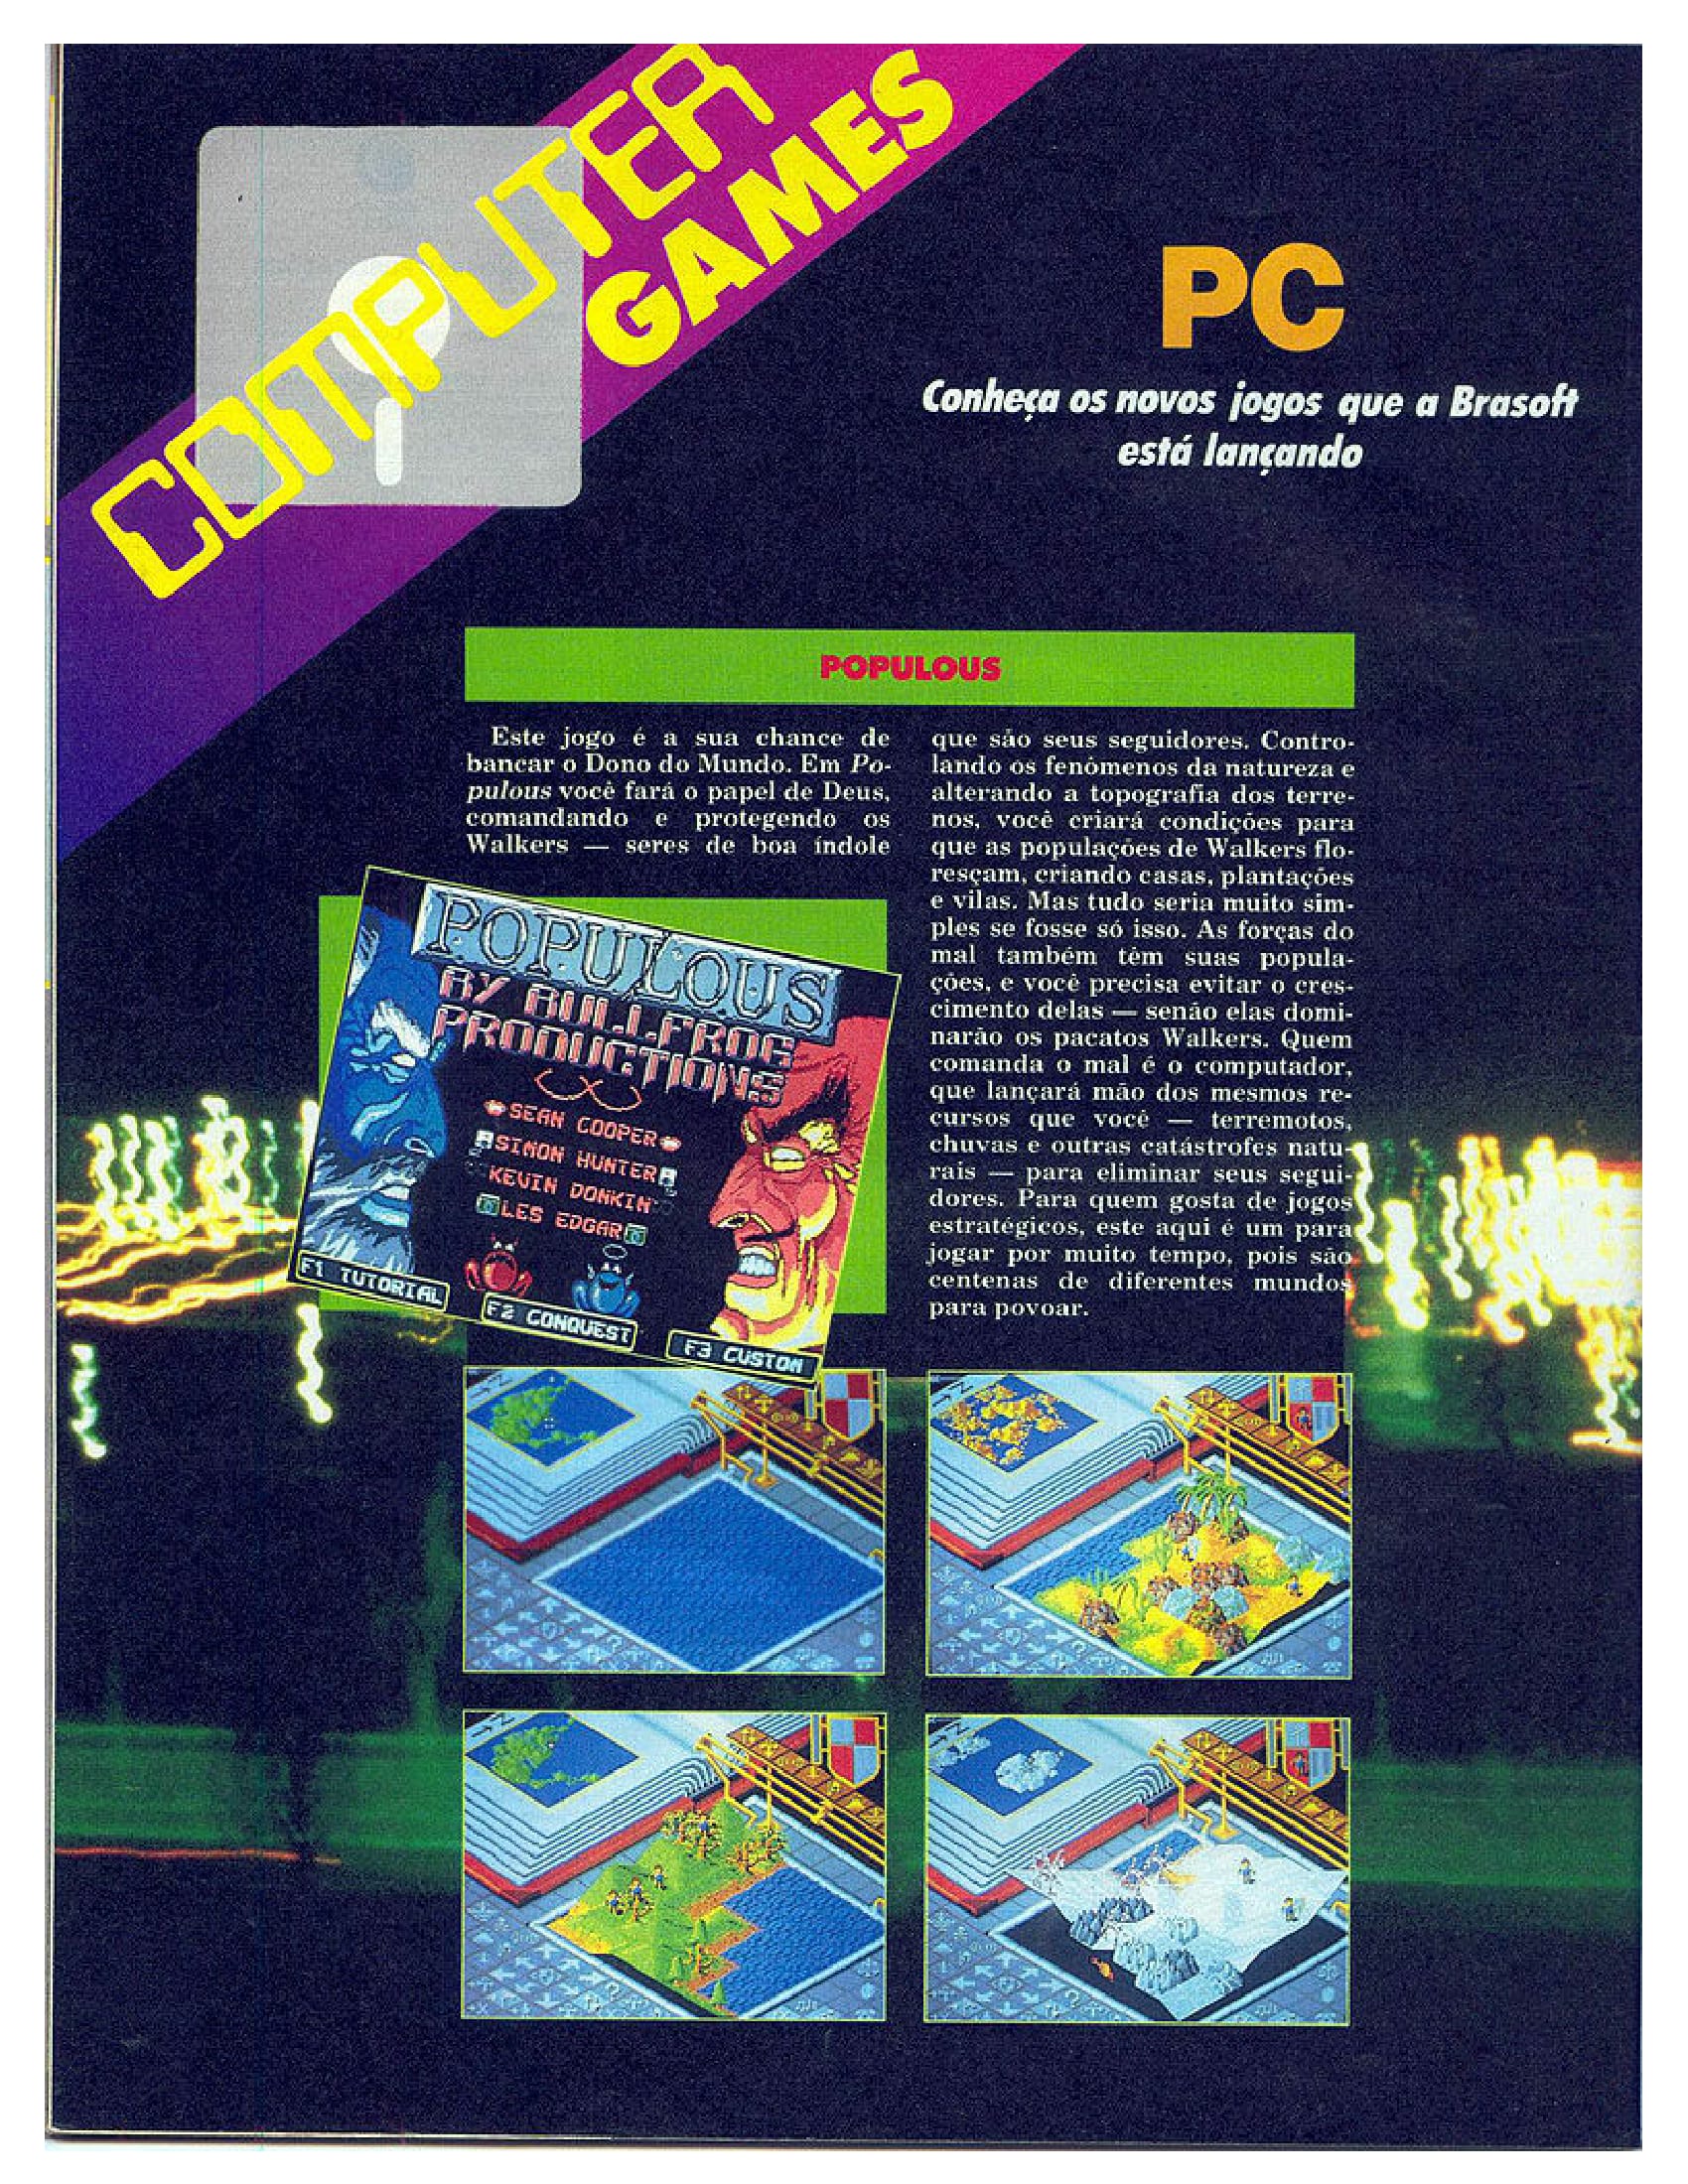 COMPUTER
GAMES
PC
Conheça os novos jogos que a Brasoft
está lançando
POPULOUS
Este jogo é a sua chance de
bancar o Dono do Mundo. Em Po-
pulous você fará o papel de Deus,
comandando e protegendo os
Walkers — seres de boa índole
que são seus seguidores. Contro-
lando os fenômenos da natureza e
alterando a topografia dos terre-
nos, você criará condições para
que as populações de Walkers flo-
resçam, criando casas, plantações
e vilas. Mas tudo seria muito sim-
ples se fosse só isso. As forças do
mal também têm suas popula-
ções, e você precisa evitar o cres-
cimento delas — senão elas domi-
narão os pacatos Walkers. Quem
comanda o mal é o computador,
que lançará mão dos mesmos re-
cursos que você — terremotos,
chuvas e outras catástrofes natu-
rais — para eliminar seus segui-
dores. Para quem gosta de jogos
estratégicos, este aqui é um para
jogar por muito tempo, pois são
centenas de diferentes mundos
para povoar.
POPULOUS
BY BULLFROG
PRODUCTIONS
SEAN COOPER
SIMON HUNTER
KEVIN DONKIN
LES EDGAR
F1 TUTORIAL
F2 CONQUEST
F3 CUSTOM